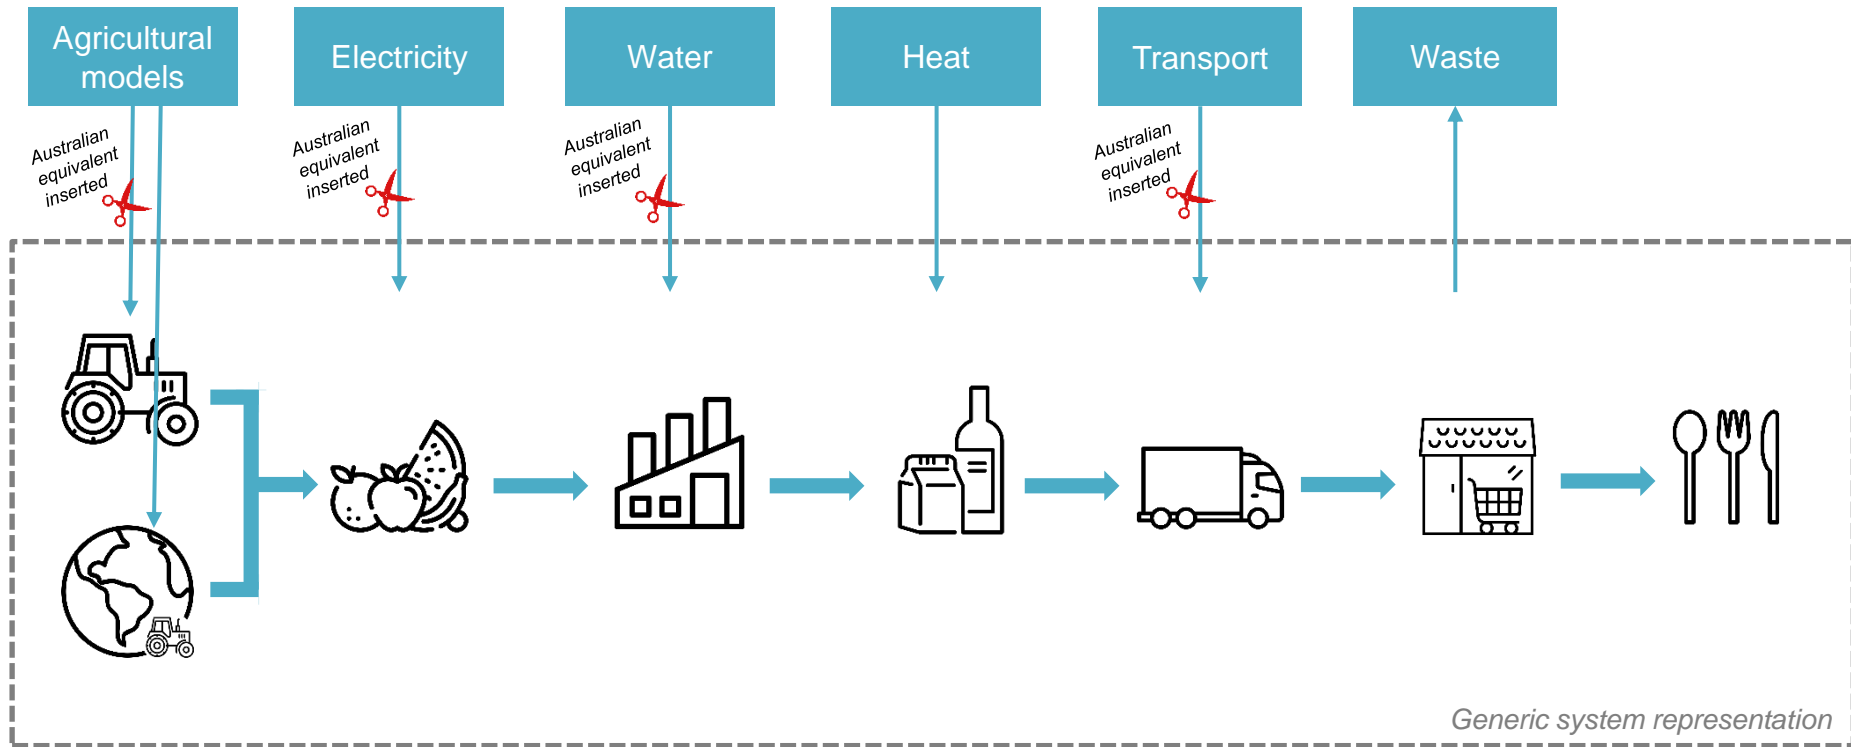 Agricultural
models
Electricity
Water
Heat
Transport
Waste
Australian
equivalent
inserted
Australian
equivalent
inserted
Australian
equivalent
inserted
Australian
equivalent
inserted
Generic system representation